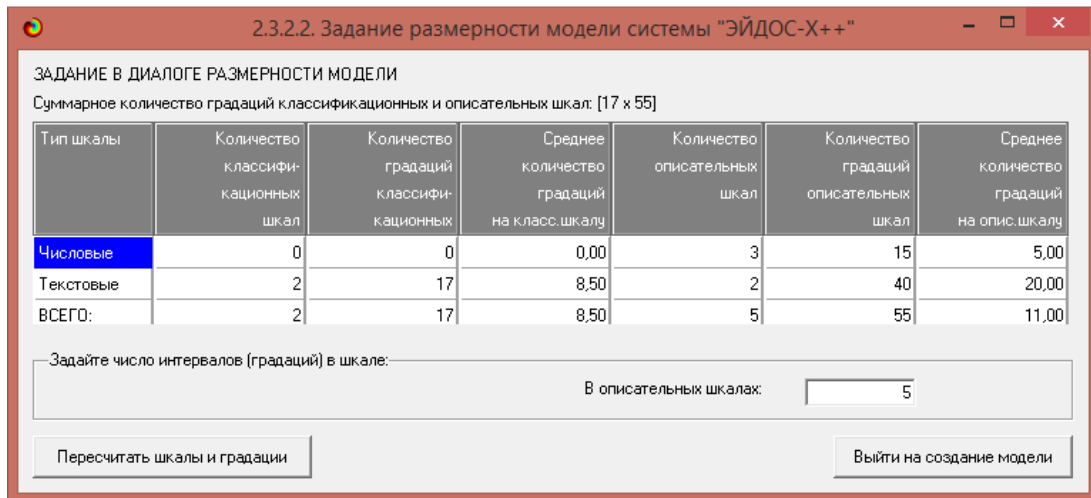 2.3.2.2. Задание размерности модели системы "ЭЙДОС-X++"
ЗАДАНИЕ В ДИАЛОГЕ РАЗМЕРНОСТИ МОДЕЛИ
Суммарное количество градаций классификационных и описательных шкал: [17 x 55]
Тип шкалы
Количество
классифи-
кационных
шкал
Количество
градаций
классифи-
кационных
Среднее
количество
градаций
на класс.шкалу
Количество
описательных
шкал
Количество
градаций
описательных
шкал
Среднее
количество
градаций
на опис.шкалу
Числовые 0 0 0,00 3 15 5,00
Текстовые 2 17 8,50 2 40 20,00
ВСЕГО: 2 17 8,50 5 55 11,00
Задайте число интервалов (градаций) в шкале:
В описательных шкалах: 5
Пересчитать шкалы и градации
Выйти на создание модели